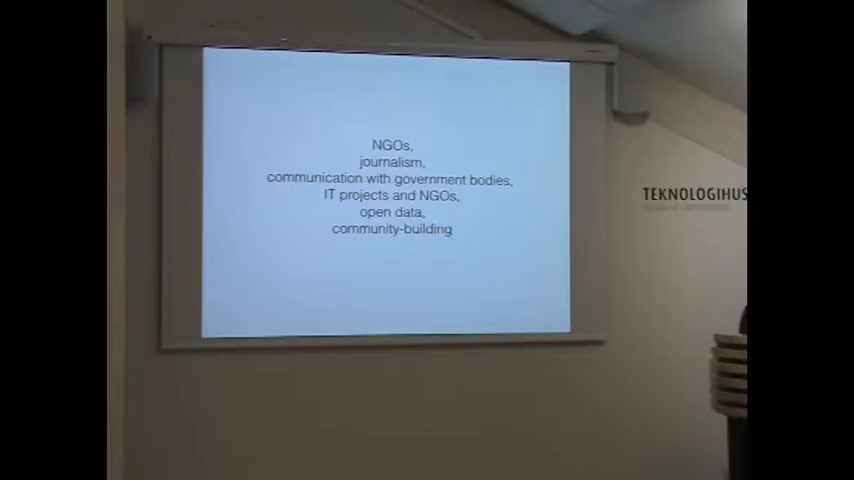 NGOs,
journalism,
communication with government bodies,
IT projects and NGOs,
open data,
community-building
TEKNOLOGIHUS